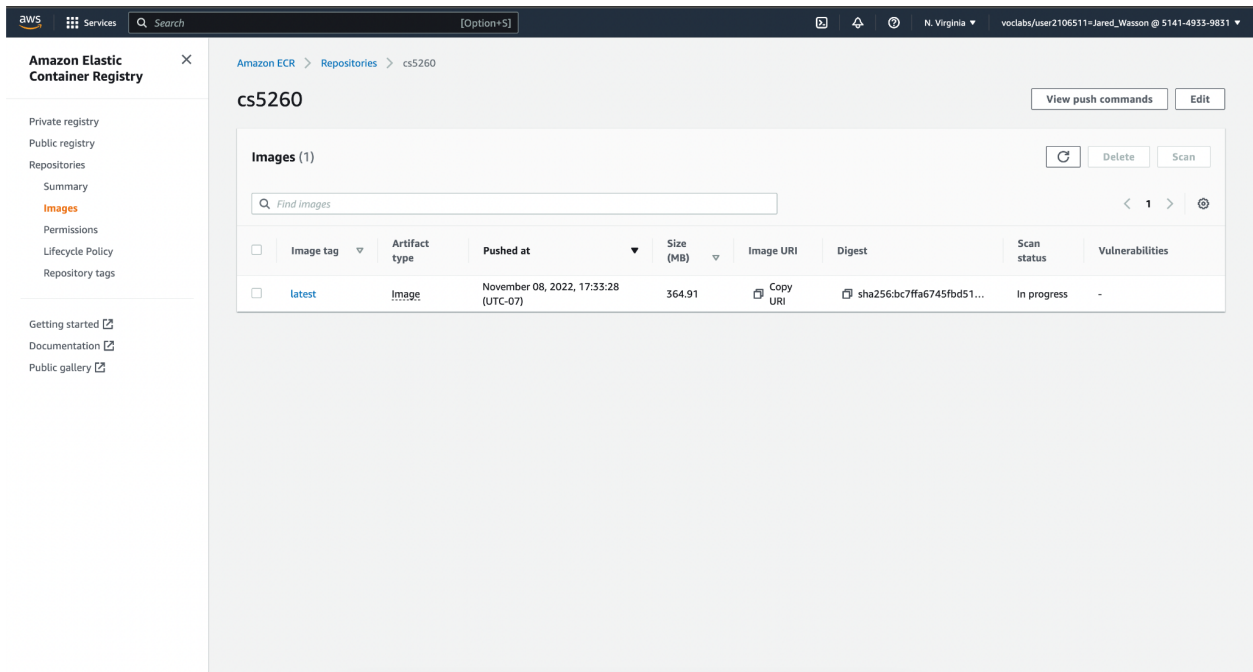 aws
Services
Search
[Option+S]
N. Virginia
voclabs/user2106511=Jared_Wasson @ 5141-4933-9831
Amazon Elastic
Container Registry
Private registry
Public registry
Repositories
Summary
Images
Permissions
Lifecycle Policy
Repository tags
Getting started
Documentation
Public gallery
Amazon ECR > Repositories > cs5260
cs5260
View push commands
Edit
Images (1)
Delete
Scan
Find images
1
Image tag
Artifact
type
Pushed at
Size
(MB)
Image URI
Digest
Scan
status
Vulnerabilities
latest
Image
November 08, 2022, 17:33:28
(UTC-07)
364.91
Copy
URI
sha256:bc7ffa6745fbd51...
In progress
-